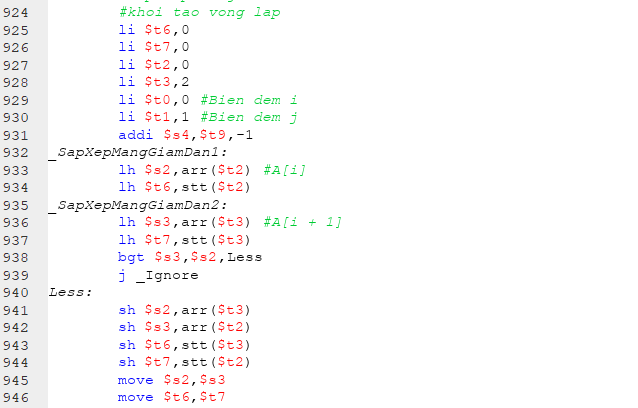 924 #khoi tao vong lap
925 li $t6,0
926 li $t7,0
927 li $t2,0
928 li $t3,2
929 li $t0,0 #Bien dem i
930 li $t1,1 #Bien dem j
931 addi $s4,$t9,-1
932 _SapXepMangGiamDan1:
933 lh $s2,arr($t2) #A[i]
934 lh $t6,stt($t2)
935 _SapXepMangGiamDan2:
936 lh $s3,arr($t3) #A[i + 1]
937 lh $t7,stt($t3)
938 bgt $s3,$s2,Less
939 j _Ignore
940 Less:
941 sh $s2,arr($t3)
942 sh $s3,arr($t2)
943 sh $t6,stt($t3)
944 sh $t7,stt($t2)
945 move $s2,$s3
946 move $t6,$t7